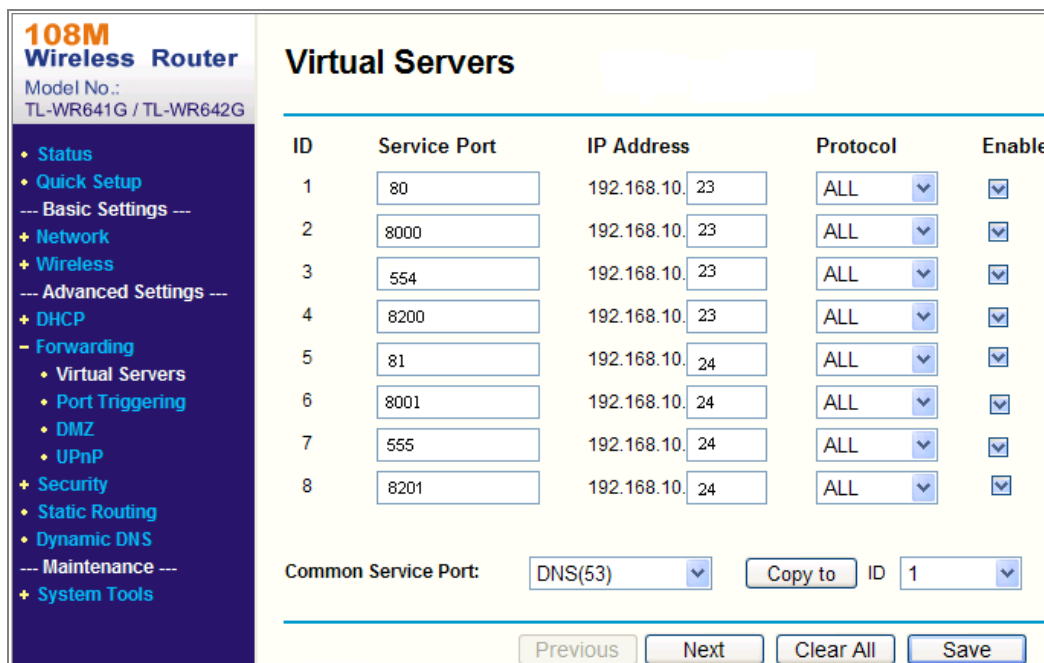 108M
Wireless Router
Model No.:
TL-WR641G / TL-WR642G
• Status
• Quick Setup
--- Basic Settings ---
+ Network
+ Wireless
--- Advanced Settings ---
+ DHCP
− Forwarding
• Virtual Servers
• Port Triggering
• DMZ
• UPnP
+ Security
• Static Routing
• Dynamic DNS
--- Maintenance ---
+ System Tools
Virtual Servers
ID Service Port IP Address Protocol Enable
1 80 192.168.10. 23 ALL
2 8000 192.168.10. 23 ALL
3 554 192.168.10. 23 ALL
4 8200 192.168.10. 23 ALL
5 81 192.168.10. 24 ALL
6 8001 192.168.10. 24 ALL
7 555 192.168.10. 24 ALL
8 8201 192.168.10. 24 ALL
Common Service Port: DNS(53) Copy to ID 1
Previous Next Clear All Save